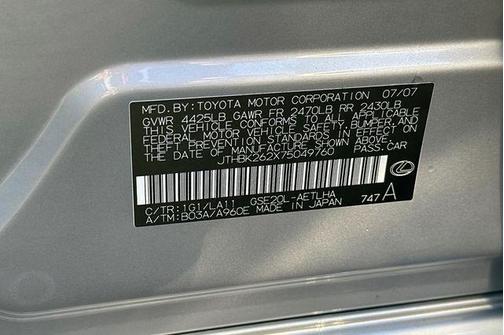 MFD.BY:TOYOTA MOTOR CORPORATION 07/07
GVWR 4425LB GAWR FR 2470LB RR 2430LB
THIS VEHICLE CONFORMS TO ALL APPLICABLE
FEDERAL MOTOR VEHICLE SAFETY, BUMPER, AND
THEFT PREVENTION STANDARDS IN EFFECT ON
THE DATE OF MANUFACTURE SHOWN ABOVE.
JTHBK262X75049760 PASS.CAR
C/TR:1G1/LA11 GSE20L-AETLHA
A/TM:B03A/A960E MADE IN JAPAN 747 A